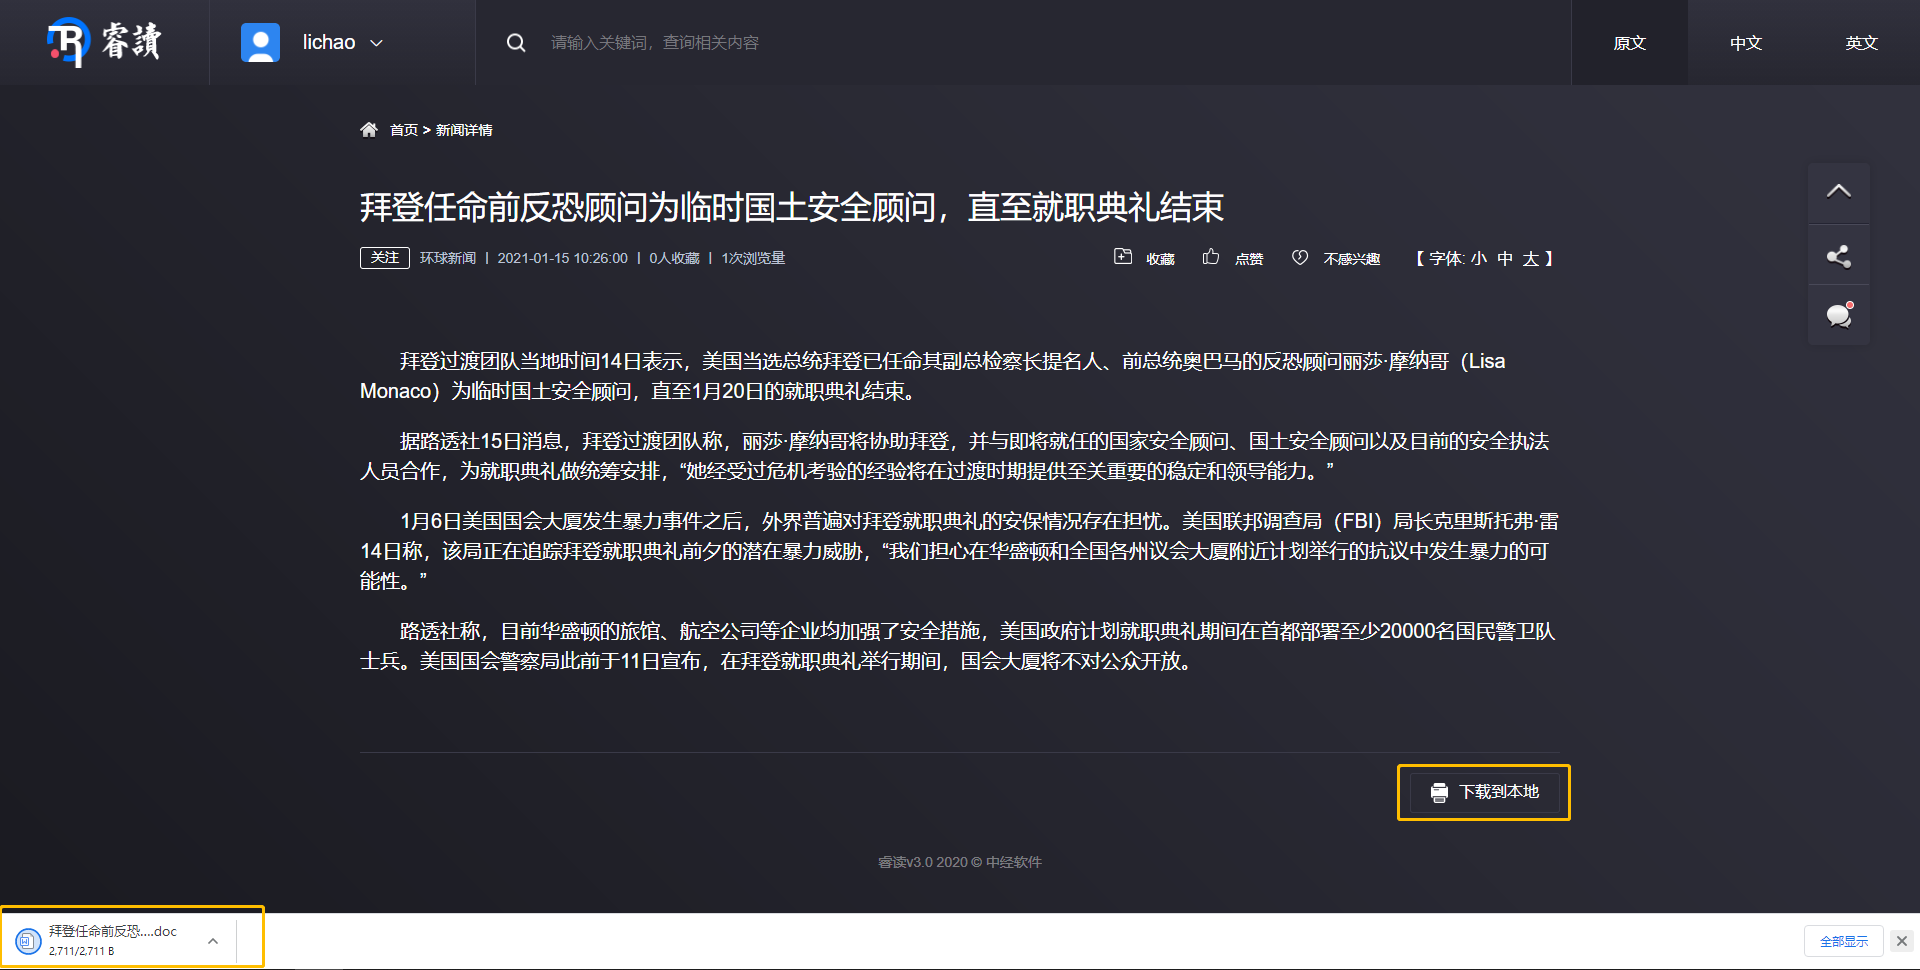 睿讀
lichao
请输入关键词，查询相关内容
原文
中文
英文
首页 > 新闻详情
拜登任命前反恐顾问为临时国土安全顾问，直至就职典礼结束
关注 环球新闻 | 2021-01-15 10:26:00 | 0人收藏 | 1次浏览量
收藏 点赞 不感兴趣 【 字体: 小 中 大 】
拜登过渡团队当地时间14日表示，美国当选总统拜登已任命其副总检察长提名人、前总统奥巴马的反恐顾问丽莎·摩纳哥（Lisa
Monaco）为临时国土安全顾问，直至1月20日的就职典礼结束。
据路透社15日消息，拜登过渡团队称，丽莎·摩纳哥将协助拜登，并与即将就任的国家安全顾问、国土安全顾问以及目前的安全执法
人员合作，为就职典礼做统筹安排，“她经受过危机考验的经验将在过渡时期提供至关重要的稳定和领导能力。”
1月6日美国国会大厦发生暴力事件之后，外界普遍对拜登就职典礼的安保情况存在担忧。美国联邦调查局（FBI）局长克里斯托弗·雷
14日称，该局正在追踪拜登就职典礼前夕的潜在暴力威胁，“我们担心在华盛顿和全国各州议会大厦附近计划举行的抗议中发生暴力的可
能性。”
路透社称，目前华盛顿的旅馆、航空公司等企业均加强了安全措施，美国政府计划就职典礼期间在首都部署至少20000名国民警卫队
士兵。美国国会警察局此前于11日宣布，在拜登就职典礼举行期间，国会大厦将不对公众开放。
下载到本地
睿读v3.0 2020 © 中经软件
拜登任命前反恐....doc
2,711/2,711 B
全部显示